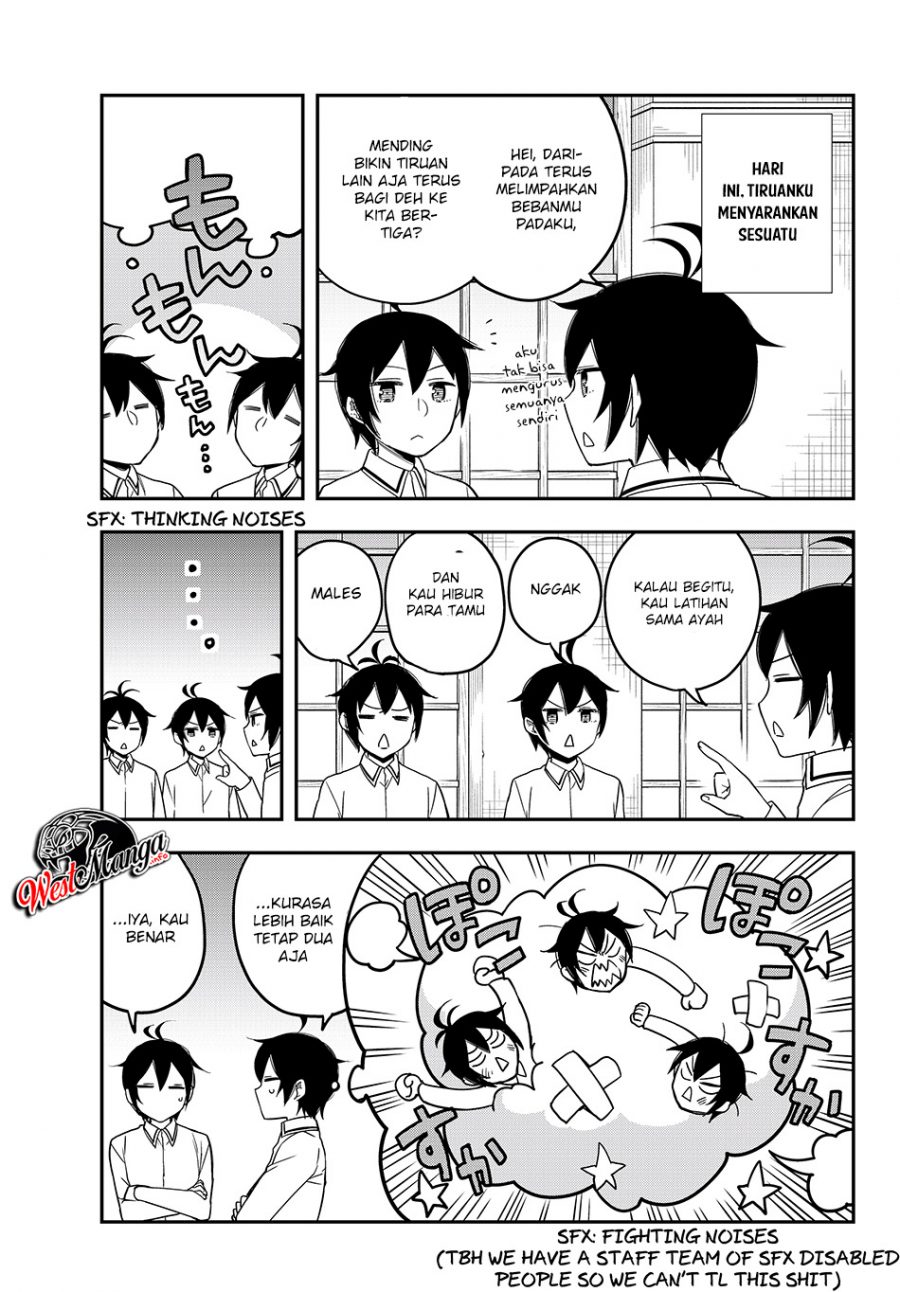 HARI
INI, TIRUANKU
MENYARANKAN
SESUATU
HEI, DARI-
PADA TERUS
MELIMPAHKAN
BEBANMU
PADAKU,
MENDING
BIKIN TIRUAN
LAIN AJA TERUS
BAGI DEH KE
KITA BER-
TIGA?
aku
tak bisa
mengurus
semuanya
sendiri
もんもんもん...
SFX: THINKING NOISES
KALAU BEGITU,
KAU LATIHAN
SAMA AYAH
NGGAK
DAN
KAU HIBUR
PARA TAMU
MALES
....
ぽこ
すか
ぽこ
すか
...KURASA
LEBIH BAIK
TETAP DUA
AJA
...IYA, KAU
BENAR
WestManga
.info
SFX: FIGHTING NOISES
(TBH WE HAVE A STAFF TEAM OF SFX DISABLED
PEOPLE SO WE CAN'T TL THIS SHIT)